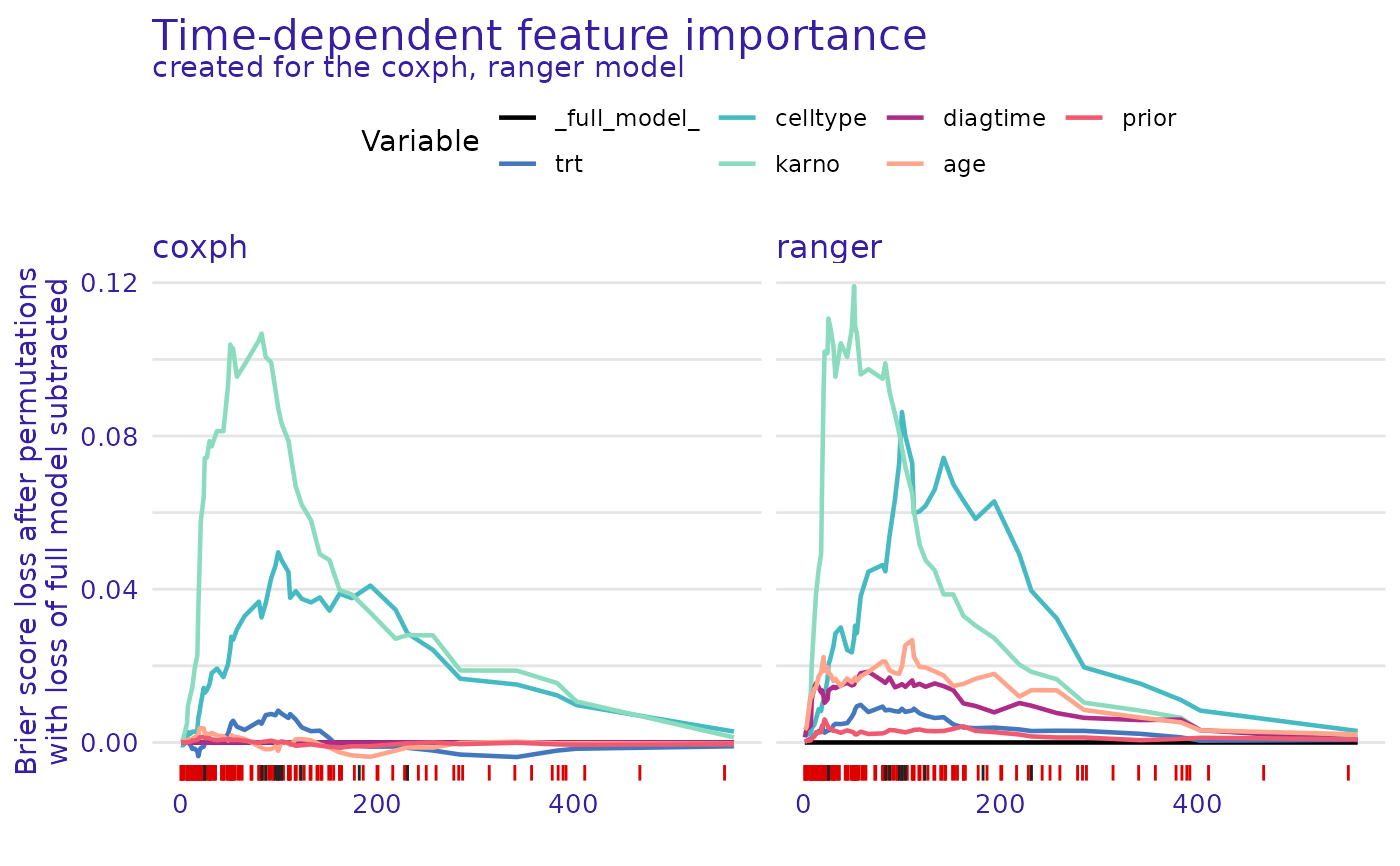 Time-dependent feature importance
created for the coxph, ranger model
Variable
_full_model_
celltype
diagtime
prior
trt
karno
age
coxph
ranger
Brier score loss after permutations
with loss of full model subtracted
0.12
0.08
0.04
0.00
0
200
400
0
200
400